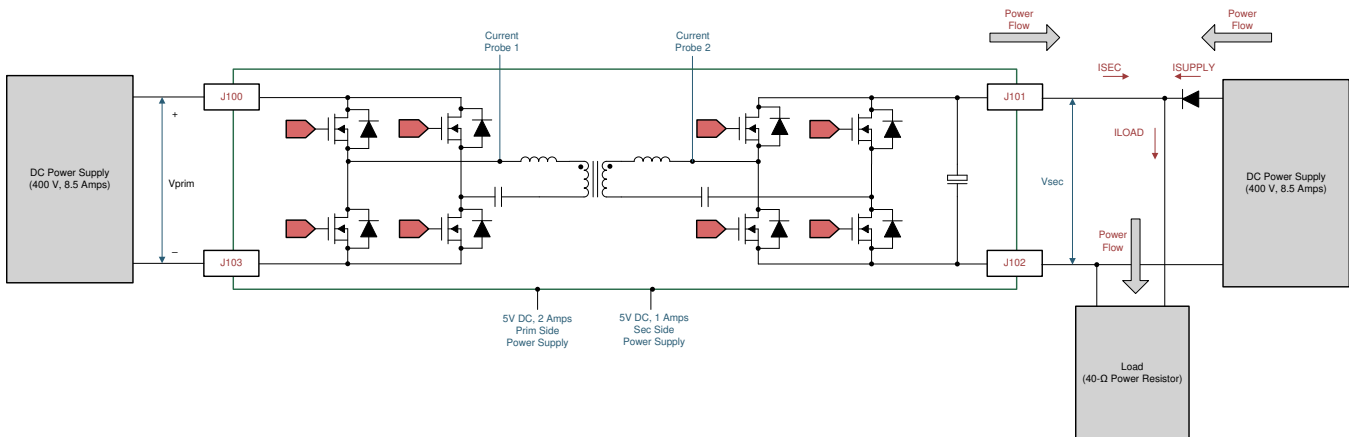 Power
Flow
Power
Flow
Current
Probe 1
Current
Probe 2
ISEC
ISUPPLY
J100
J101
+
DC Power Supply
(400 V, 8.5 Amps)
Vprim
ILOAD
Vsec
DC Power Supply
(400 V, 8.5 Amps)
Power
Flow
–
J103
J102
5V DC, 2 Amps
Prim Side
Power Supply
5V DC, 1 Amps
Sec Side
Power Supply
Load
(40-Ω Power Resistor)